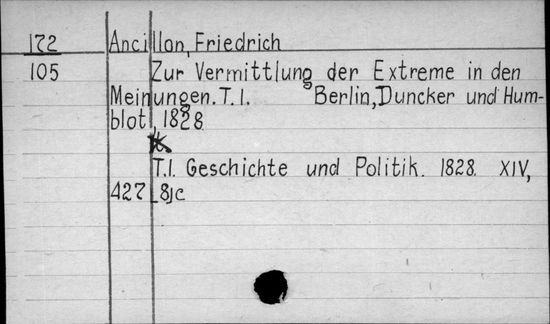 172 Ancillon, Friedrich
105 Zur Vermittlung der Extreme in den
Meinungen. T. I. Berlin, Duncker und Hum-
blot, 1828
T.I. Geschichte und Politik. 1828. XIV,
427